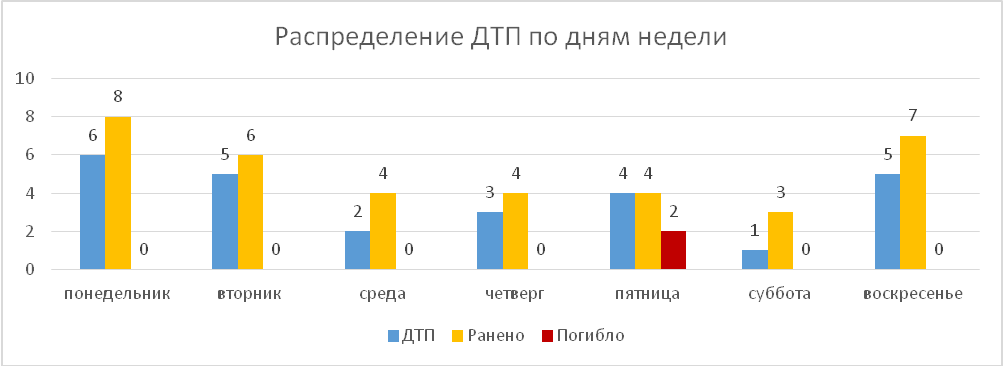 Распределение ДТП по дням недели
10
8
6
4
2
0
6 8 0
5 6 0
2 4 0
3 4 0
4 4 2
1 3 0
5 7 0
понедельник вторник среда четверг пятница суббота воскресенье
ДТП Ранено Погибло